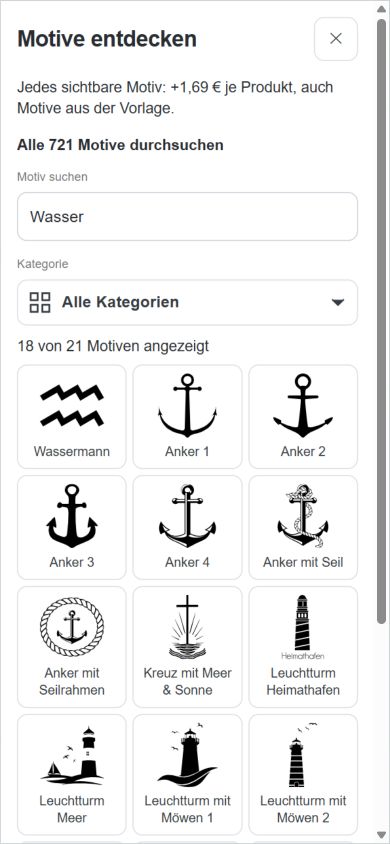 Motive entdecken
Jedes sichtbare Motiv: +1,69 € je Produkt, auch
Motive aus der Vorlage.
Alle 721 Motive durchsuchen
Motiv suchen
Wasser
Kategorie
Alle Kategorien
18 von 21 Motiven angezeigt
Wassermann
Anker 1
Anker 2
Anker 3
Anker 4
Anker mit Seil
Anker mit
Seilrahmen
Kreuz mit Meer
& Sonne
Heimathafen
Leuchtturm
Heimathafen
Leuchtturm
Meer
Leuchtturm mit
Möwen 1
Leuchtturm mit
Möwen 2